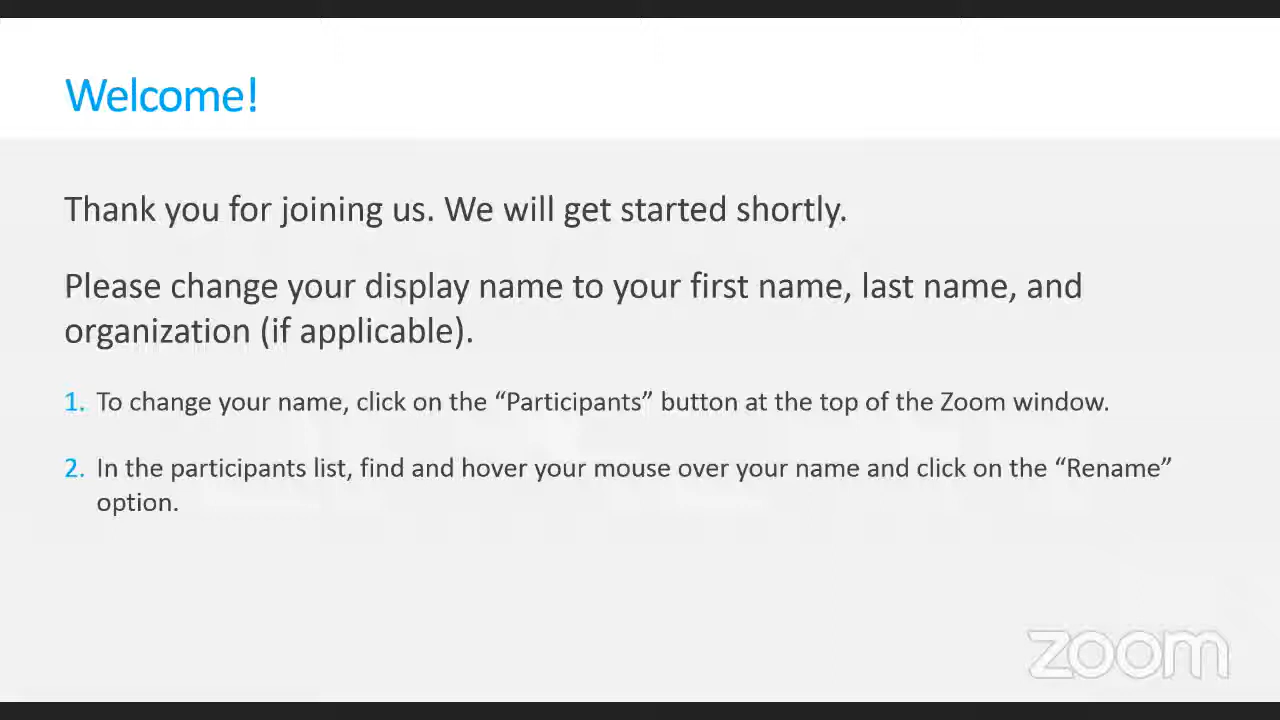 Welcome!
Thank you for joining us. We will get started shortly.
Please change your display name to your first name, last name, and
organization (if applicable).
1. To change your name, click on the “Participants” button at the top of the Zoom window.
2. In the participants list, find and hover your mouse over your name and click on the “Rename”
option.
zoom